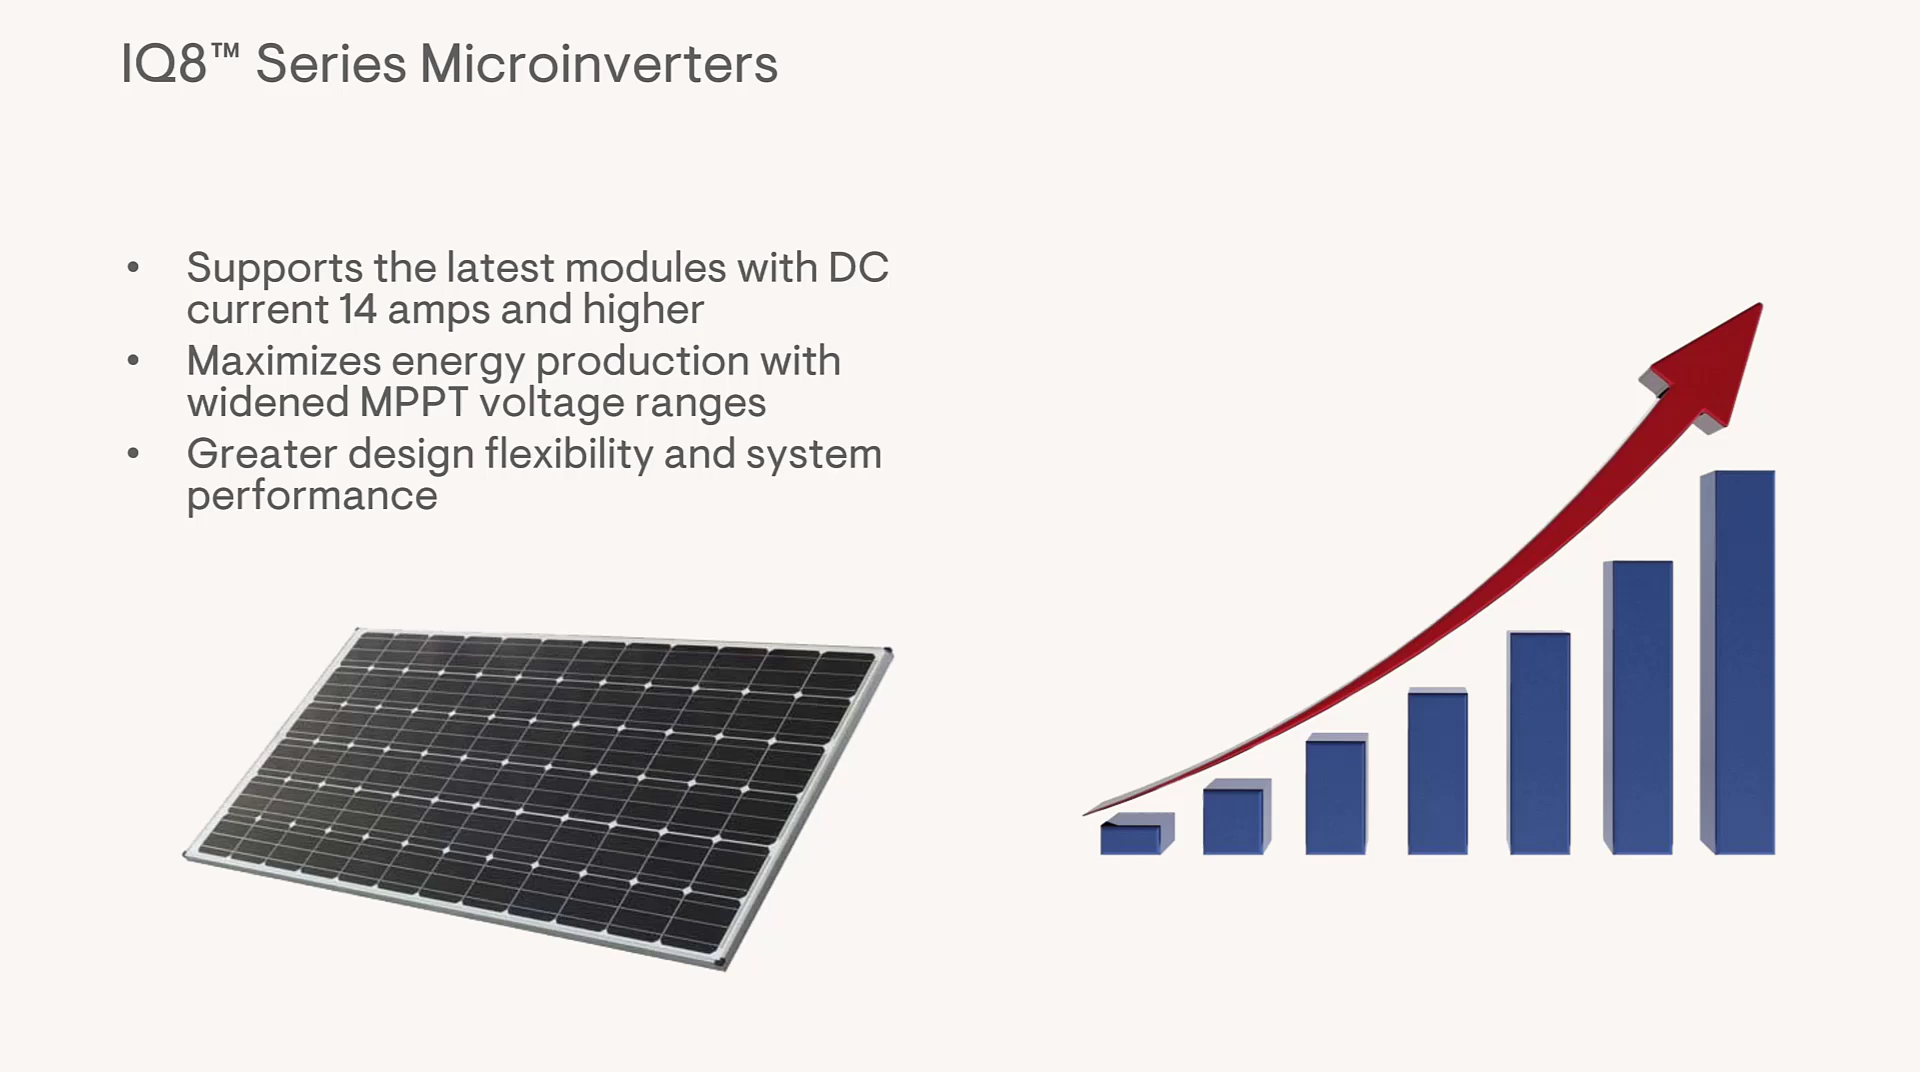 IQ8™ Series Microinverters
• Supports the latest modules with DC
current 14 amps and higher
• Maximizes energy production with
widened MPPT voltage ranges
• Greater design flexibility and system
performance